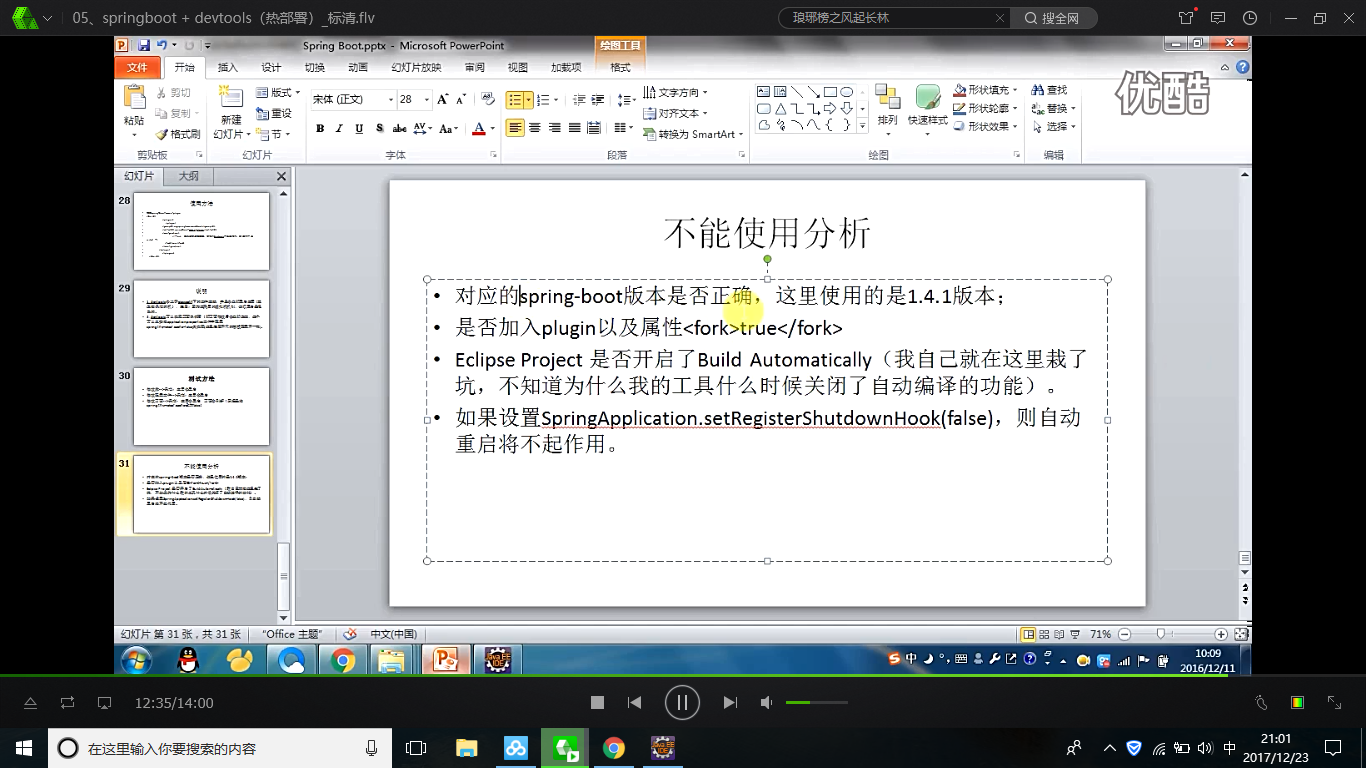 05、springboot + devtools（热部署）_标清.flv
琅琊榜之风起长林
搜全网
Spring Boot.pptx - Microsoft PowerPoint
绘图工具
文件 开始 插入 设计 切换 动画 幻灯片放映 审阅 视图 加载项 格式
优酷
粘贴
剪切
复制
格式刷
剪贴板
新建
幻灯片
版式
重设
节
幻灯片
宋体 (正文) 28
B I U S abc AV Aa A
字体
文字方向
对齐文本
转换为 SmartArt
段落
排列
快速样式
形状填充
形状轮廓
形状效果
绘图
查找
替换
选择
编辑
幻灯片 大纲
28
使用方法
29
说明
30
测试方法
31
不能使用分析
不能使用分析
• 对应的spring-boot版本是否正确，这里使用的是1.4.1版本；
• 是否加入plugin以及属性<fork>true</fork>
• Eclipse Project 是否开启了Build Automatically（我自己就在这里栽了
坑，不知道为什么我的工具什么时候关闭了自动编译的功能）。
• 如果设置SpringApplication.setRegisterShutdownHook(false)，则自动
重启将不起作用。
幻灯片 第 31 张，共 31 张 "Office 主题" 中文(中国) 71%
中
10:09
2016/12/11
12:35/14:00
在这里输入你要搜索的内容
中
21:01
2017/12/23